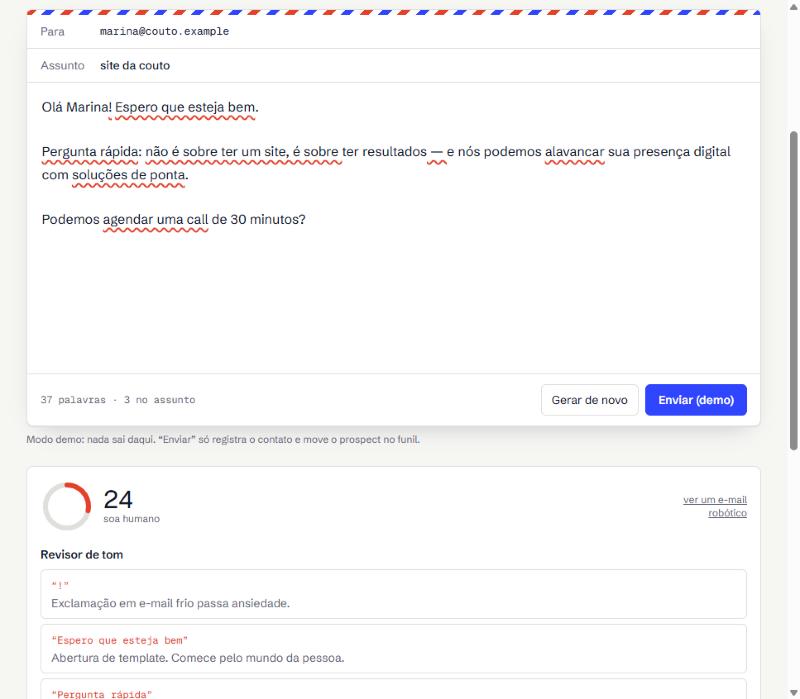 Para marina@couto.example
Assunto site da couto
Olá Marina! Espero que esteja bem.
Pergunta rápida: não é sobre ter um site, é sobre ter resultados — e nós podemos alavancar sua presença digital
com soluções de ponta.
Podemos agendar uma call de 30 minutos?
37 palavras · 3 no assunto
Gerar de novo
Enviar (demo)
Modo demo: nada sai daqui. “Enviar” só registra o contato e move o prospect no funil.
24
soa humano
ver um e-mail
robótico
Revisor de tom
“!”
Exclamação em e-mail frio passa ansiedade.
“Espero que esteja bem”
Abertura de template. Comece pelo mundo da pessoa.
“Pergunta rápida”